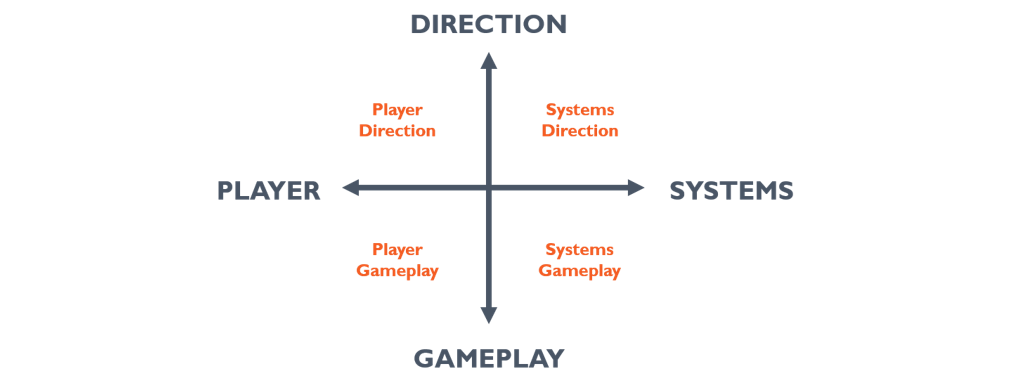 DIRECTION
Player
Direction
Systems
Direction
PLAYER
SYSTEMS
Player
Gameplay
Systems
Gameplay
GAMEPLAY